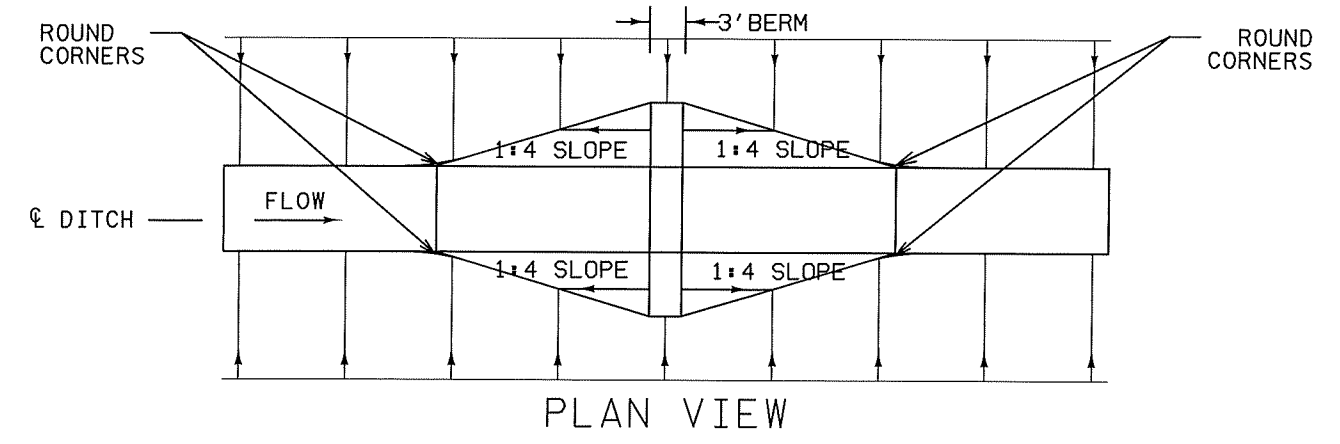 3' BERM
ROUND
CORNERS
ROUND
CORNERS
1:4 SLOPE
1:4 SLOPE
FLOW
℄ DITCH
1:4 SLOPE
1:4 SLOPE
PLAN VIEW